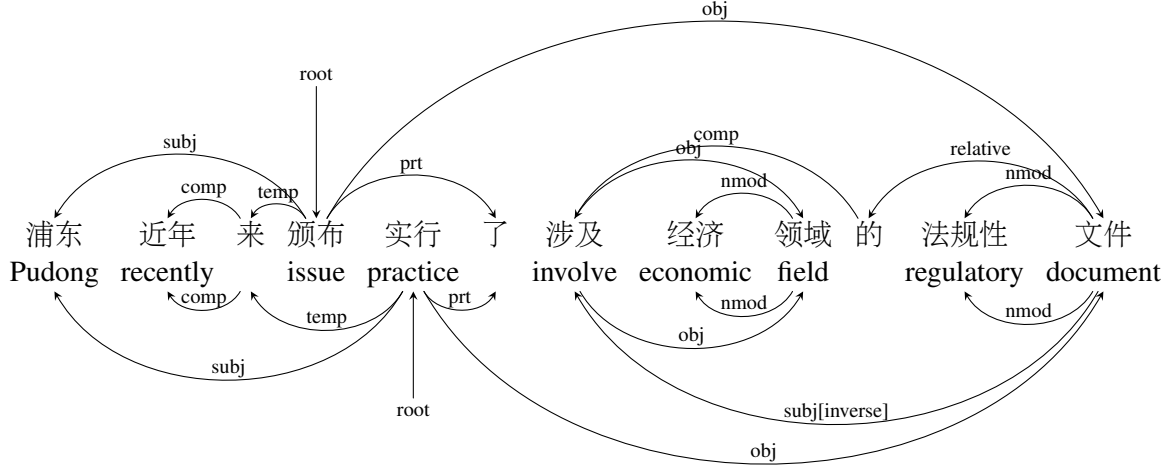 obj
root
subj
comp
prt
obj
relative
comp
temp
nmod
nmod
浦东 近年 来 颁布 实行 了 涉及 经济 领域 的 法规性 文件
Pudong recently issue practice involve economic field regulatory document
comp
temp
prt
nmod
nmod
obj
subj
root
subj[inverse]
obj